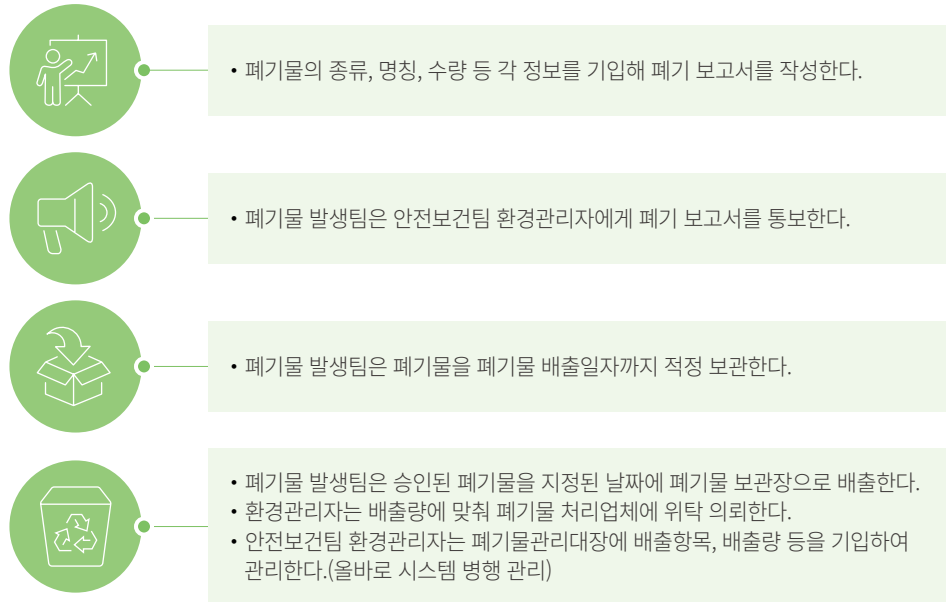 • 폐기물의 종류, 명칭, 수량 등 각 정보를 기입해 폐기 보고서를 작성한다.
• 폐기물 발생팀은 안전보건팀 환경관리자에게 폐기 보고서를 통보한다.
• 폐기물 발생팀은 폐기물을 폐기물 배출일자까지 적정 보관한다.
• 폐기물 발생팀은 승인된 폐기물을 지정된 날짜에 폐기물 보관장으로 배출한다.
• 환경관리자는 배출량에 맞춰 폐기물 처리업체에 위탁 의뢰한다.
• 안전보건팀 환경관리자는 폐기물관리대장에 배출항목, 배출량 등을 기입하여
관리한다.(올바로 시스템 병행 관리)